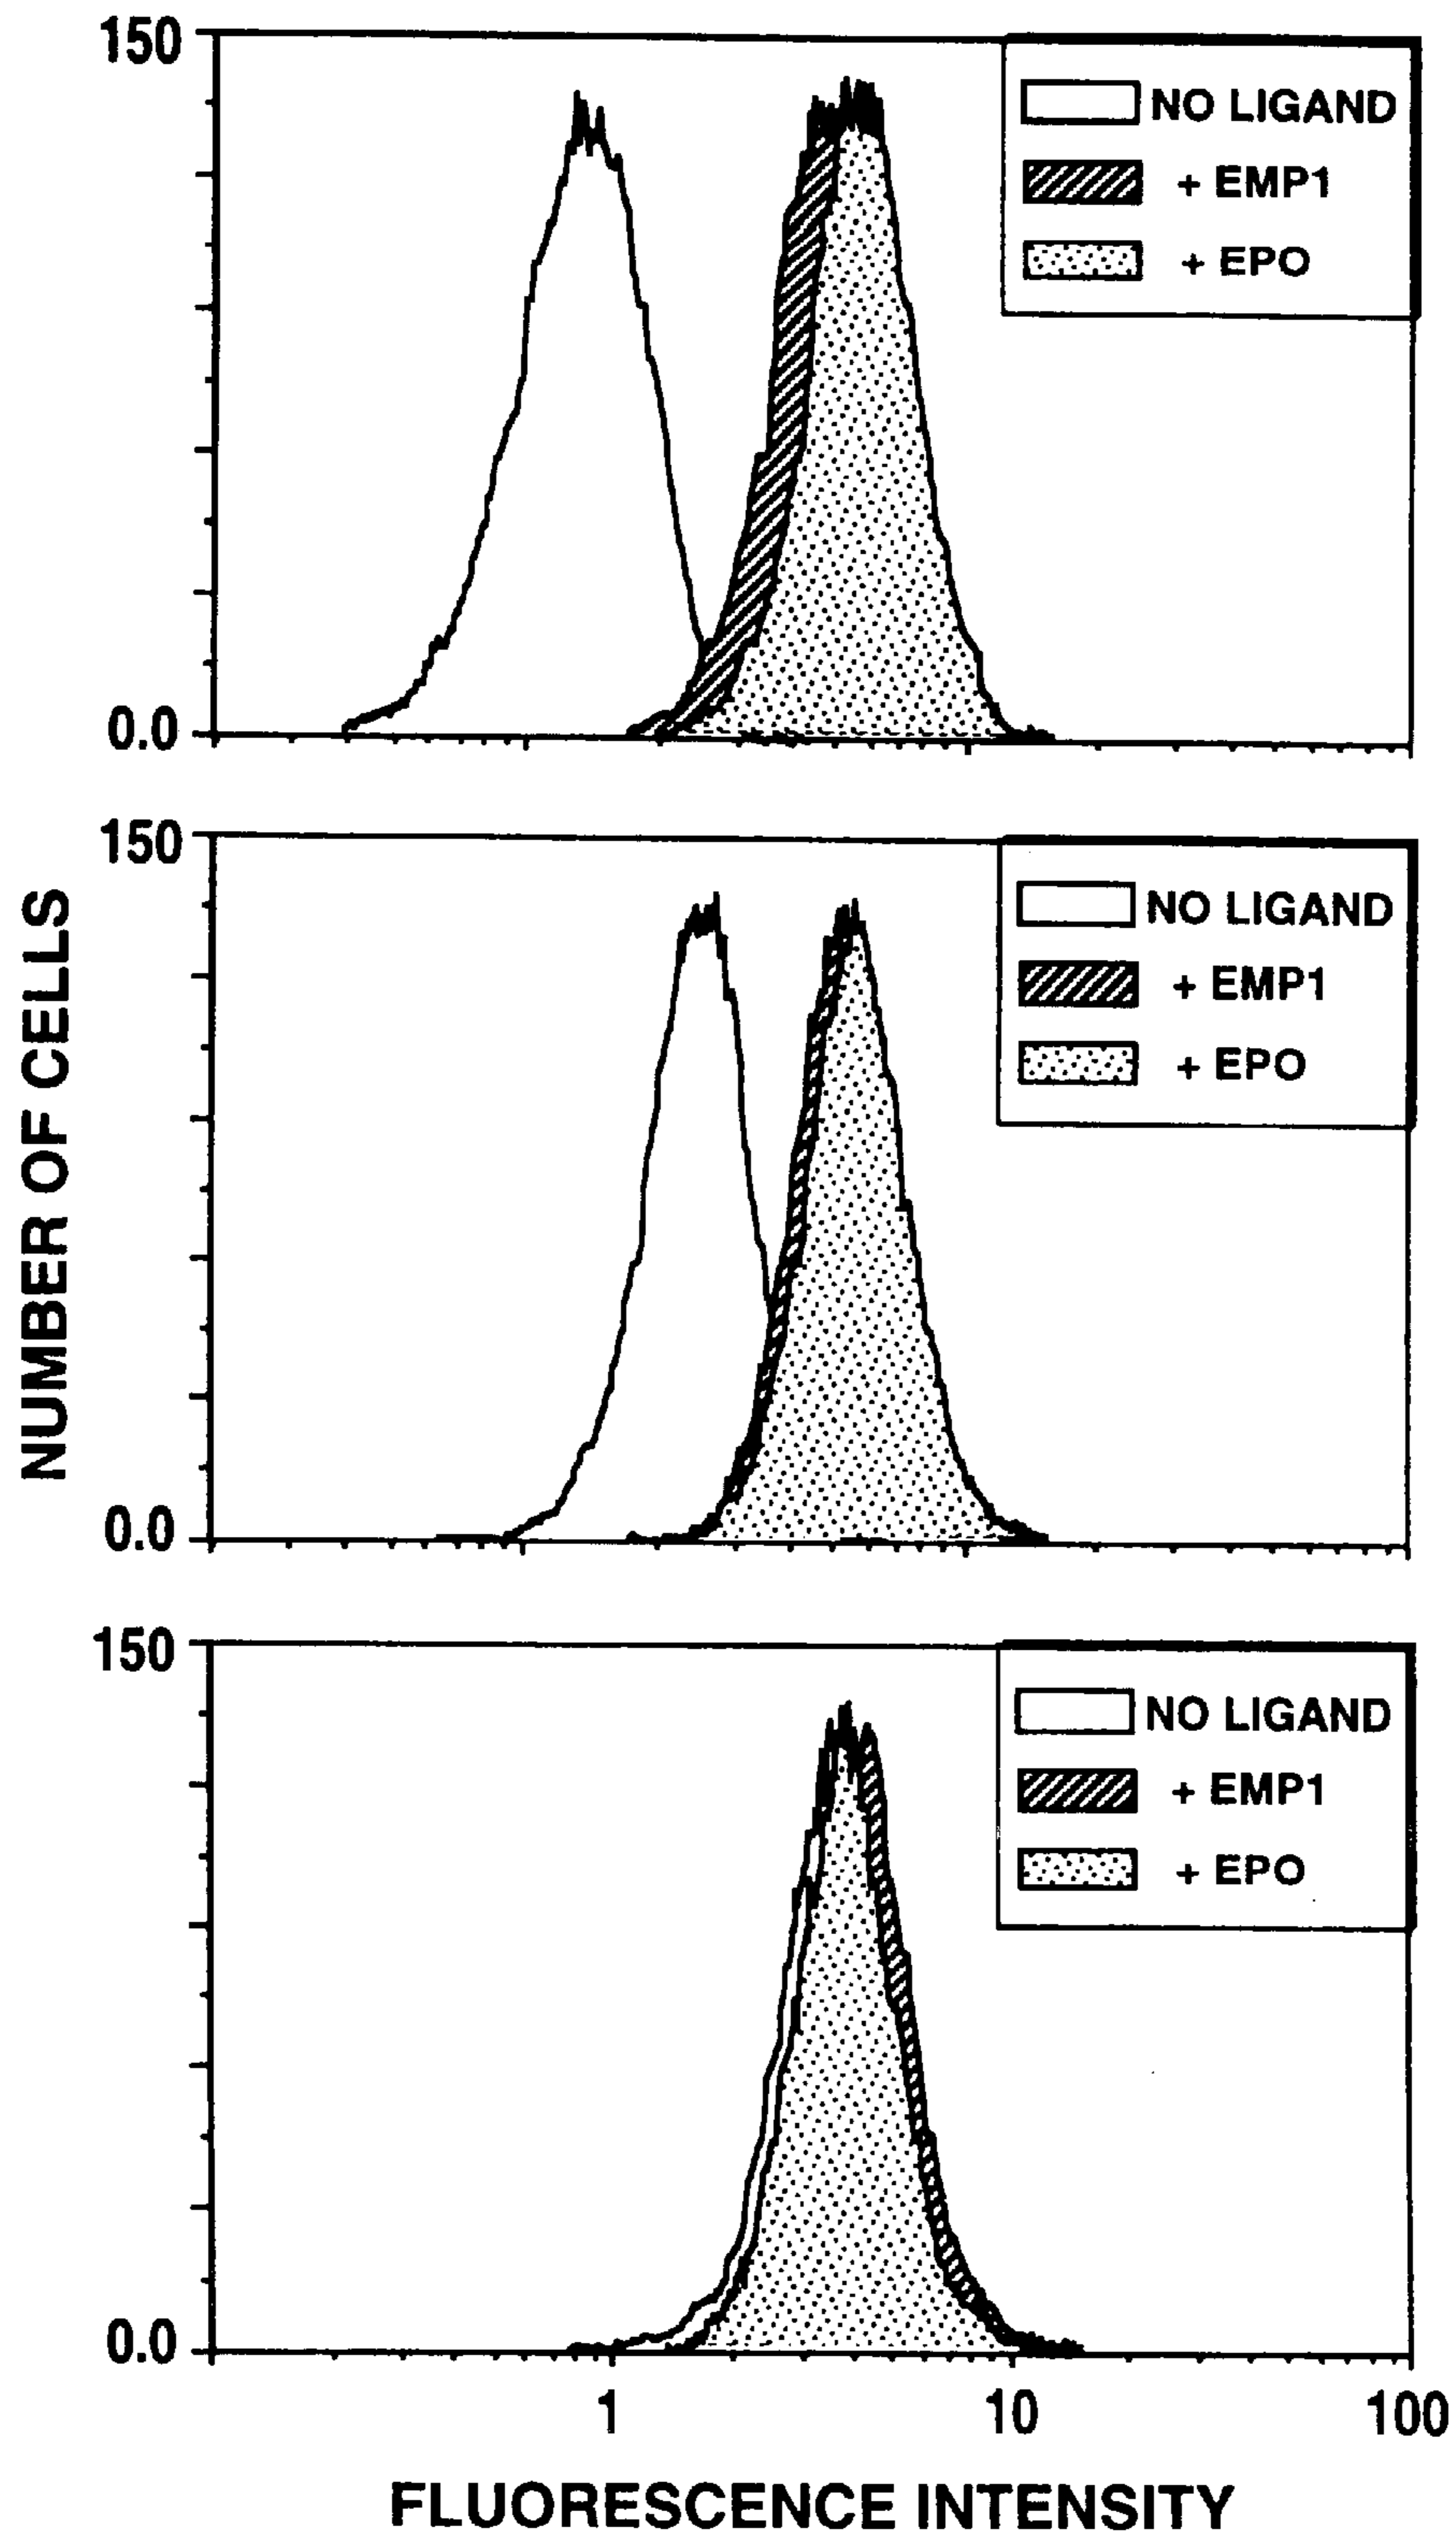 150
NO LIGAND
+ EMP1
+ EPO
0.0
150
NO LIGAND
+ EMP1
+ EPO
NUMBER OF CELLS
0.0
150
NO LIGAND
+ EMP1
+ EPO
0.0
1 10 100
FLUORESCENCE INTENSITY